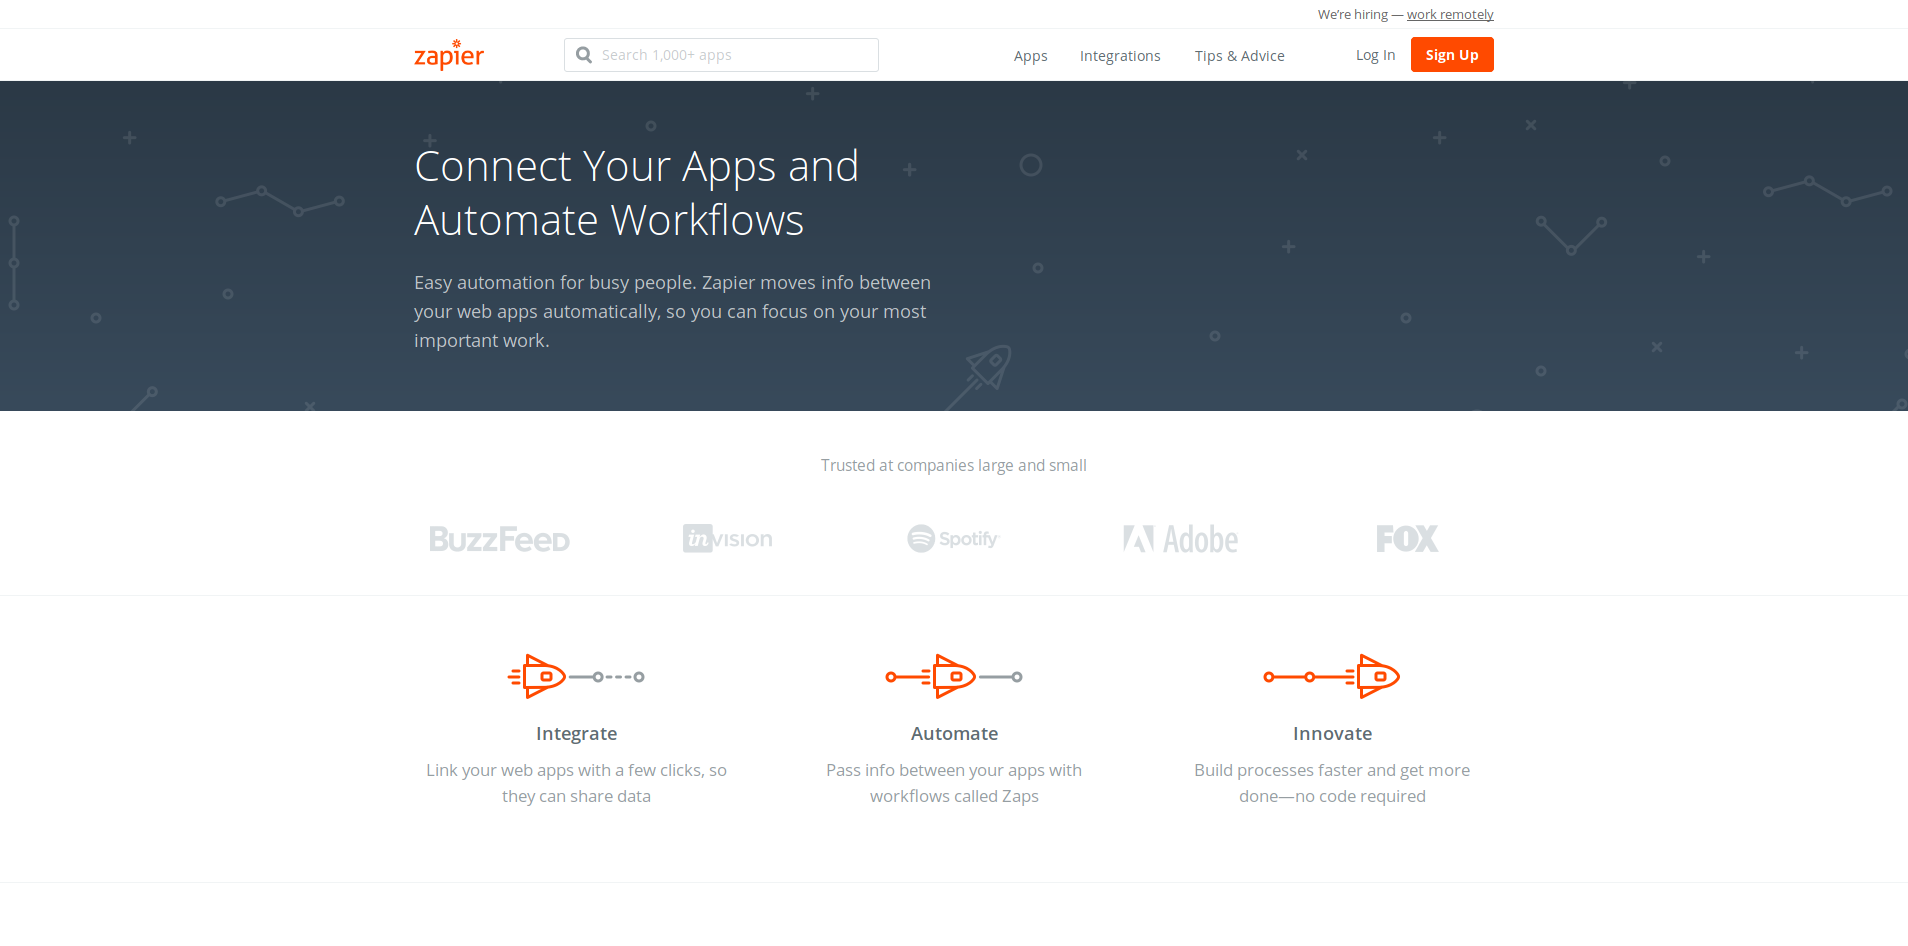 We're hiring — work remotely
zapier
Search 1,000+ apps
Apps
Integrations
Tips & Advice
Log In
Sign Up
Connect Your Apps and
Automate Workflows
Easy automation for busy people. Zapier moves info between
your web apps automatically, so you can focus on your most
important work.
Trusted at companies large and small
BuzzFeed
invision
Spotify
Adobe
FOX
Integrate
Link your web apps with a few clicks, so
they can share data
Automate
Pass info between your apps with
workflows called Zaps
Innovate
Build processes faster and get more
done—no code required